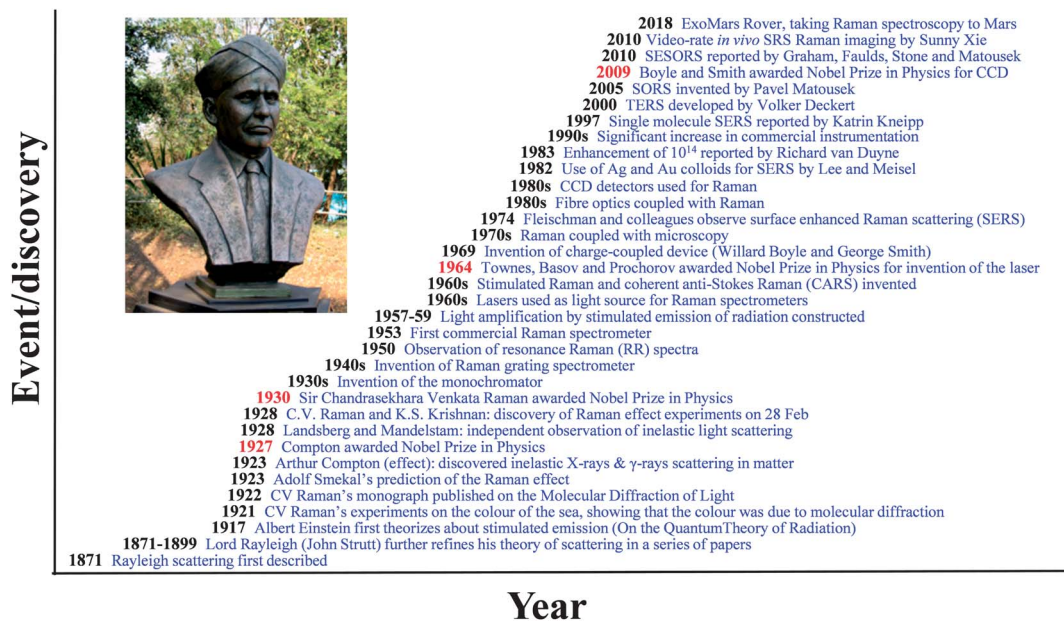 2018 ExoMars Rover, taking Raman spectroscopy to Mars
2010 Video-rate in vivo SRS Raman imaging by Sunny Xie
2010 SESORS reported by Graham, Faulds, Stone and Matousek
2009 Boyle and Smith awarded Nobel Prize in Physics for CCD
2005 SORS invented by Pavel Matousek
2000 TERS developed by Volker Deckert
1997 Single molecule SERS reported by Katrin Kneipp
1990s Significant increase in commercial instrumentation
1983 Enhancement of 10¹⁴ reported by Richard van Duyne
1982 Use of Ag and Au colloids for SERS by Lee and Meisel
1980s CCD detectors used for Raman
1980s Fibre optics coupled with Raman
1974 Fleischman and colleagues observe surface enhanced Raman scattering (SERS)
1970s Raman coupled with microscopy
1969 Invention of charge-coupled device (Willard Boyle and George Smith)
1964 Townes, Basov and Prochorov awarded Nobel Prize in Physics for invention of the laser
1960s Stimulated Raman and coherent anti-Stokes Raman (CARS) invented
1960s Lasers used as light source for Raman spectrometers
1957-59 Light amplification by stimulated emission of radiation constructed
1953 First commercial Raman spectrometer
1950 Observation of resonance Raman (RR) spectra
1940s Invention of Raman grating spectrometer
1930s Invention of the monochromator
1930 Sir Chandrasekhara Venkata Raman awarded Nobel Prize in Physics
1928 C.V. Raman and K.S. Krishnan: discovery of Raman effect experiments on 28 Feb
1928 Landsberg and Mandelstam: independent observation of inelastic light scattering
1927 Compton awarded Nobel Prize in Physics
1923 Arthur Compton (effect): discovered inelastic X-rays & γ-rays scattering in matter
1923 Adolf Smekal's prediction of the Raman effect
1922 CV Raman's monograph published on the Molecular Diffraction of Light
1921 CV Raman's experiments on the colour of the sea, showing that the colour was due to molecular diffraction
1917 Albert Einstein first theorizes about stimulated emission (On the QuantumTheory of Radiation)
1871-1899 Lord Rayleigh (John Strutt) further refines his theory of scattering in a series of papers
1871 Rayleigh scattering first described
Event/discovery
Year